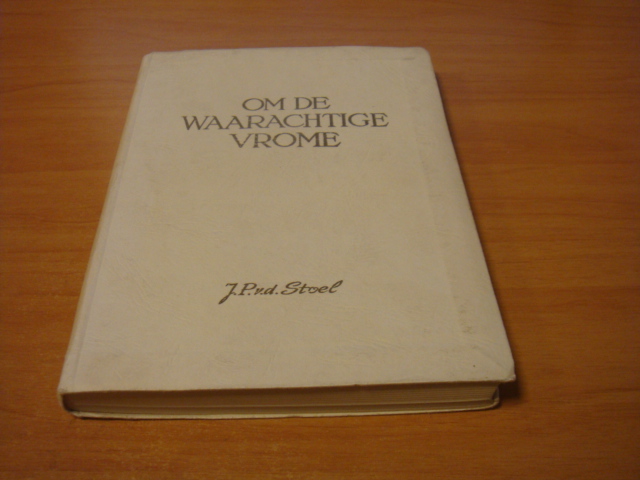 OM DE
WAARACHTIGE
VROME
J.P.v.d. Stoel